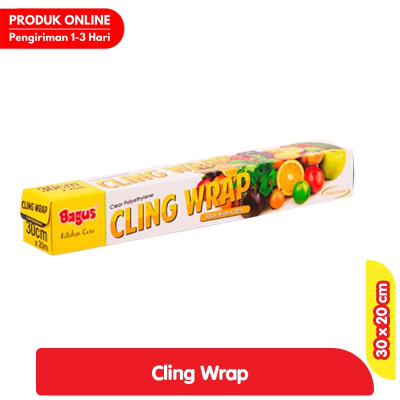 PRODUK ONLINE
Pengiriman 1-3 Hari
30cm
x 20m
Clear Polyethylene
CLING WRAP
CLING WRAP
30cm
x 20m
Bagus
Kitchen Care
30 x 20 cm
Cling Wrap